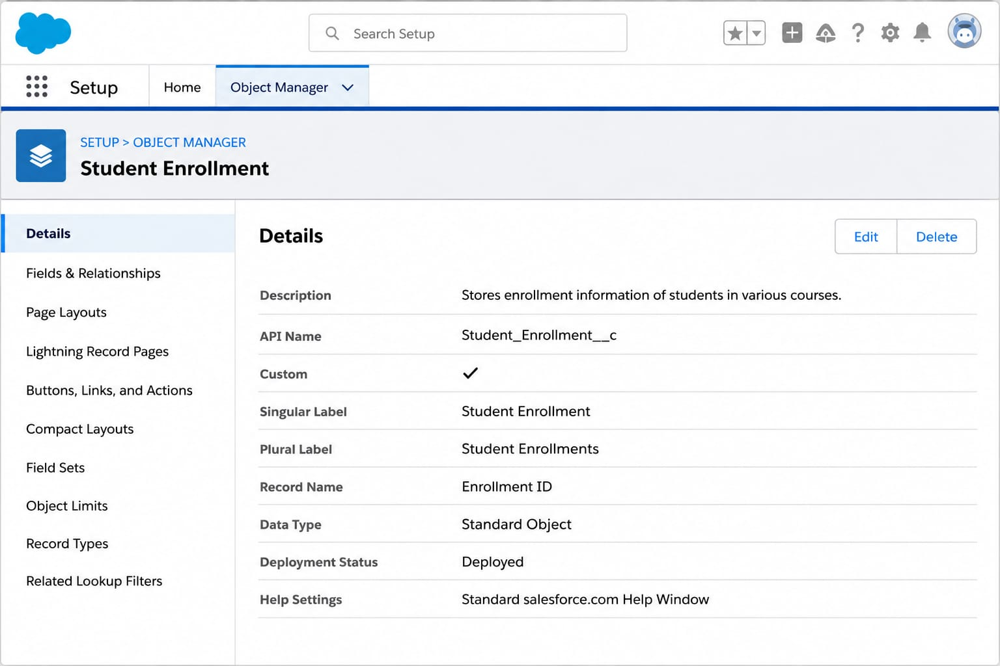 Search Setup
Setup
Home
Object Manager
SETUP > OBJECT MANAGER
Student Enrollment
Details
Fields & Relationships
Page Layouts
Lightning Record Pages
Buttons, Links, and Actions
Compact Layouts
Field Sets
Object Limits
Record Types
Related Lookup Filters
Details
Edit
Delete
Description Stores enrollment information of students in various courses.
API Name Student_Enrollment__c
Custom ✓
Singular Label Student Enrollment
Plural Label Student Enrollments
Record Name Enrollment ID
Data Type Standard Object
Deployment Status Deployed
Help Settings Standard salesforce.com Help Window